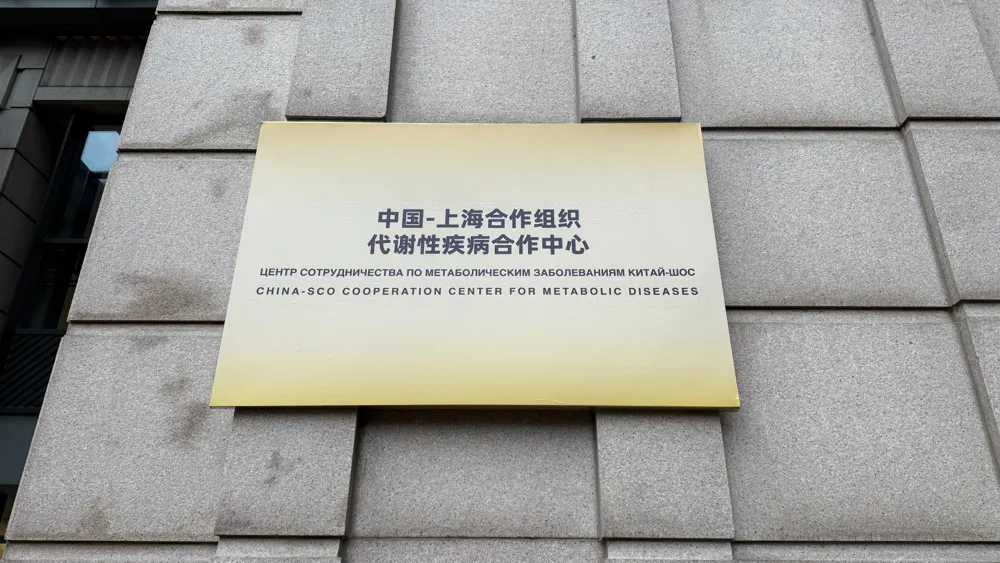 中国-上海合作组织
代谢性疾病合作中心
ЦЕНТР СОТРУДНИЧЕСТВА ПО МЕТАБОЛИЧЕСКИМ ЗАБОЛЕВАНИЯМ КИТАЙ-ШОС
CHINA-SCO COOPERATION CENTER FOR METABOLIC DISEASES